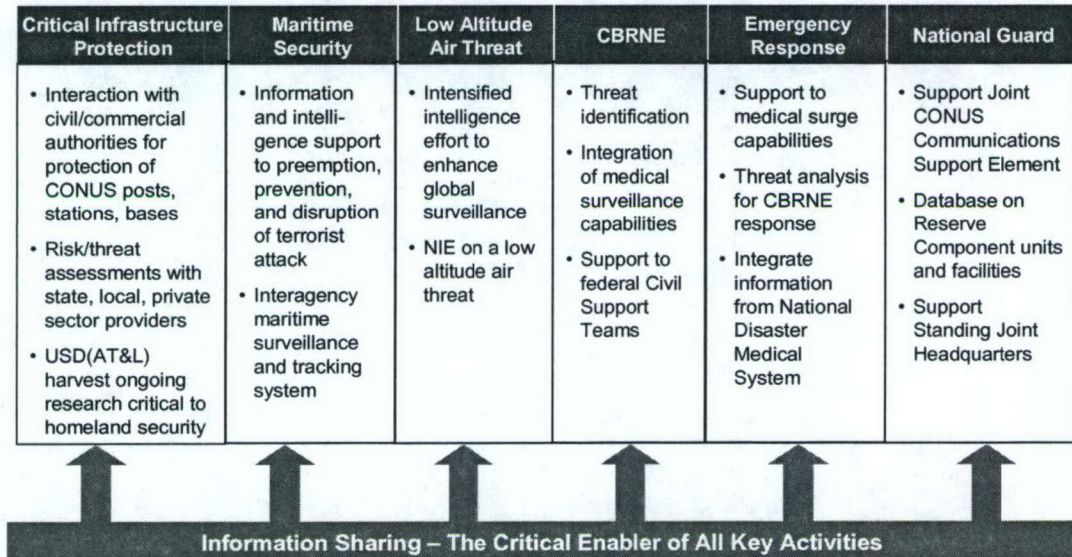 Critical Infrastructure
Protection
• Interaction with
civil/commercial
authorities for
protection of
CONUS posts,
stations, bases
• Risk/threat
assessments with
state, local, private
sector providers
• USD(AT&L)
harvest ongoing
research critical to
homeland security
Maritime
Security
• Information
and intelli-
gence support
to preemption,
prevention,
and disruption
of terrorist
attack
• Interagency
maritime
surveillance
and tracking
system
Low Altitude
Air Threat
• Intensified
intelligence
effort to
enhance
global
surveillance
• NIE on a low
altitude air
threat
CBRNE
• Threat
identification
• Integration
of medical
surveillance
capabilities
• Support to
federal Civil
Support
Teams
Emergency
Response
• Support to
medical surge
capabilities
• Threat analysis
for CBRNE
response
• Integrate
information
from National
Disaster
Medical
System
National Guard
• Support Joint
CONUS
Communications
Support Element
• Database on
Reserve
Component units
and facilities
• Support
Standing Joint
Headquarters
Information Sharing – The Critical Enabler of All Key Activities